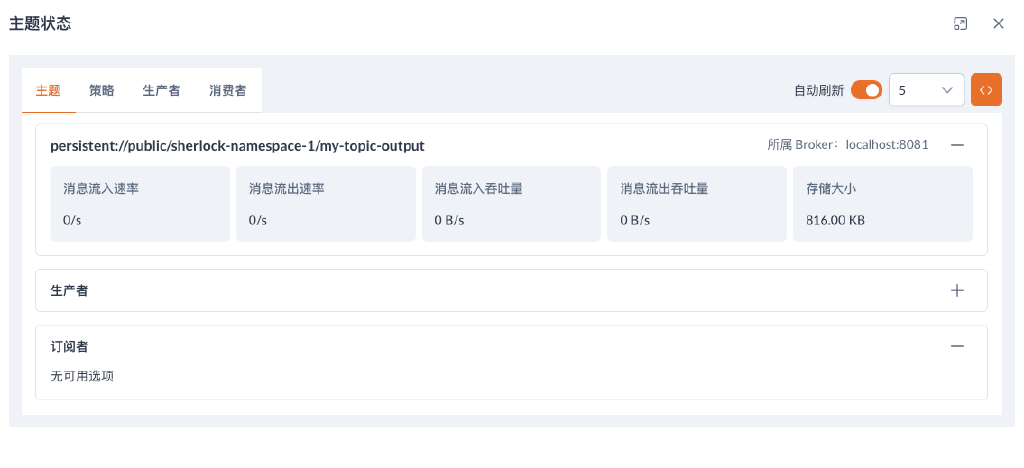 主题状态
主题 策略 生产者 消费者 自动刷新 5
persistent://public/sherlock-namespace-1/my-topic-output 所属 Broker: localhost:8081
消息流入速率 消息流出速率 消息流入吞吐量 消息流出吞吐量 存储大小
0/s 0/s 0 B/s 0 B/s 816.00 KB
生产者
订阅者
无可用选项